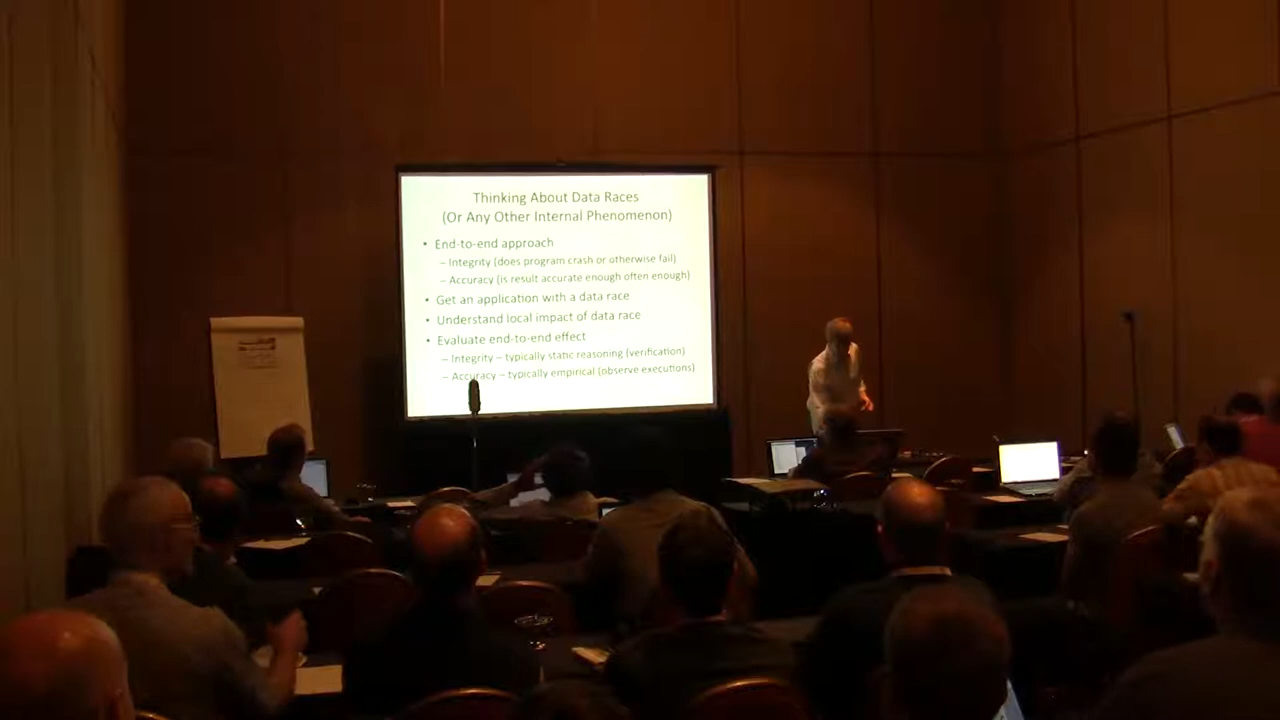 Thinking About Data Races
(Or Any Other Internal Phenomenon)
• End-to-end approach
– Integrity (does program crash or otherwise fail)
– Accuracy (is result accurate enough often enough)
• Get an application with a data race
• Understand local impact of data race
• Evaluate end-to-end effect
– Integrity – typically static reasoning (verification)
– Accuracy – typically empirical (observe executions)